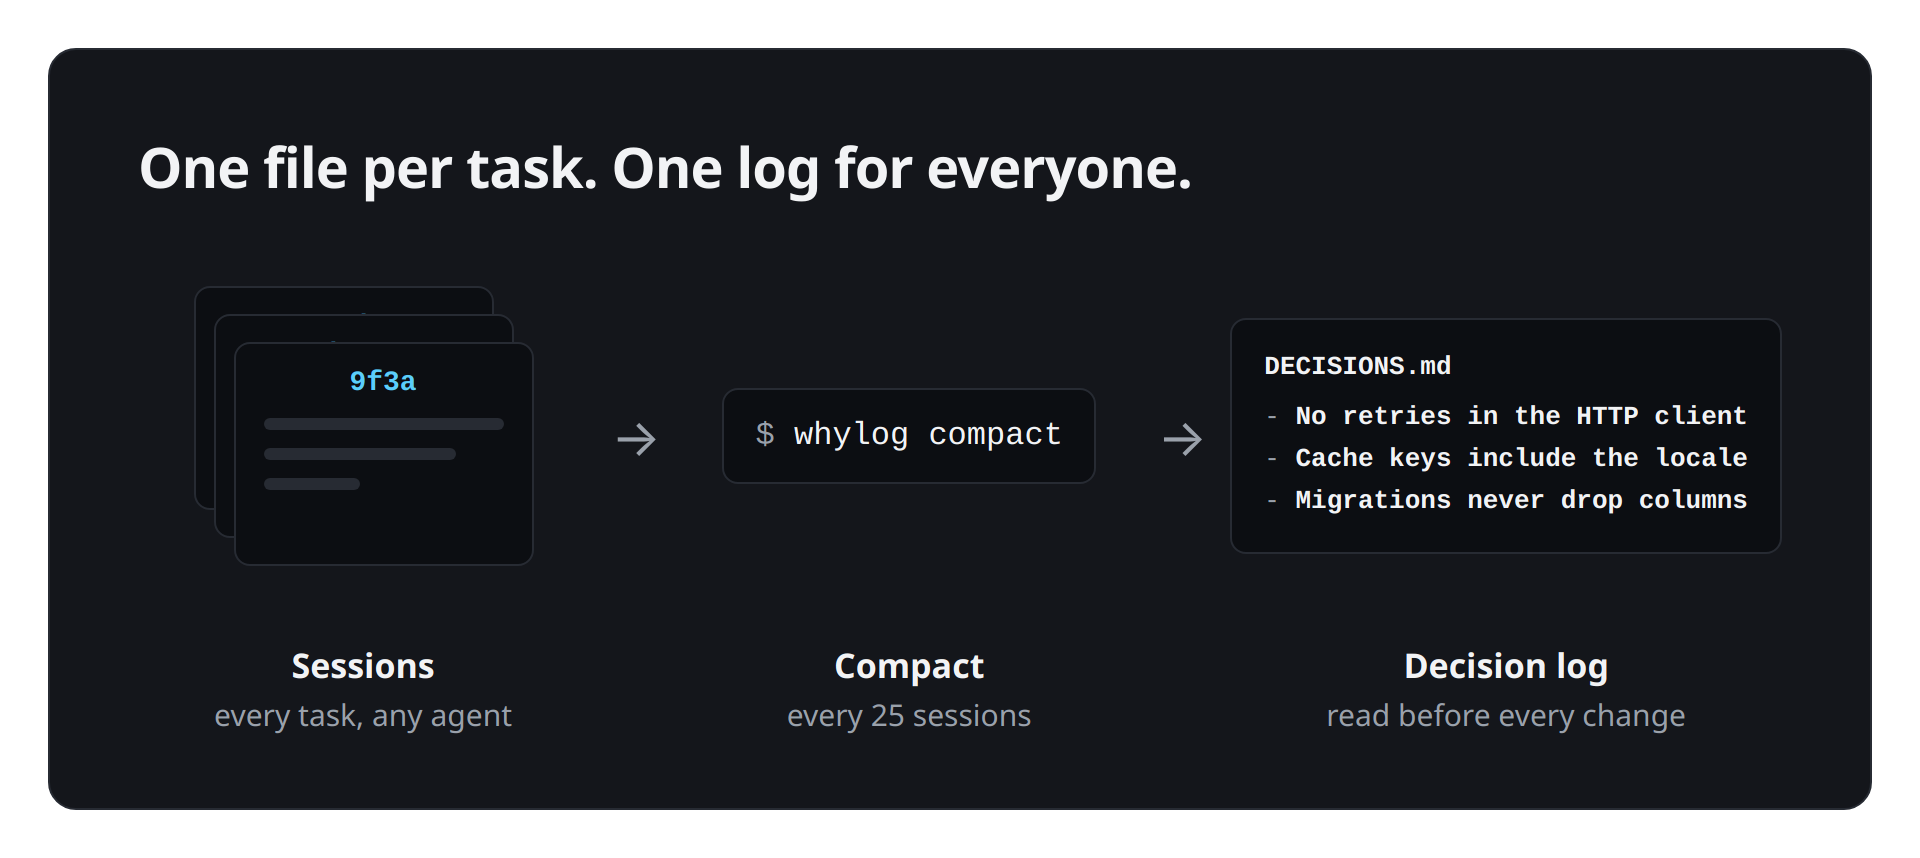 One file per task. One log for everyone.
9f3a
$ whylog compact
DECISIONS.md
- No retries in the HTTP client
- Cache keys include the locale
- Migrations never drop columns
Sessions
every task, any agent
Compact
every 25 sessions
Decision log
read before every change